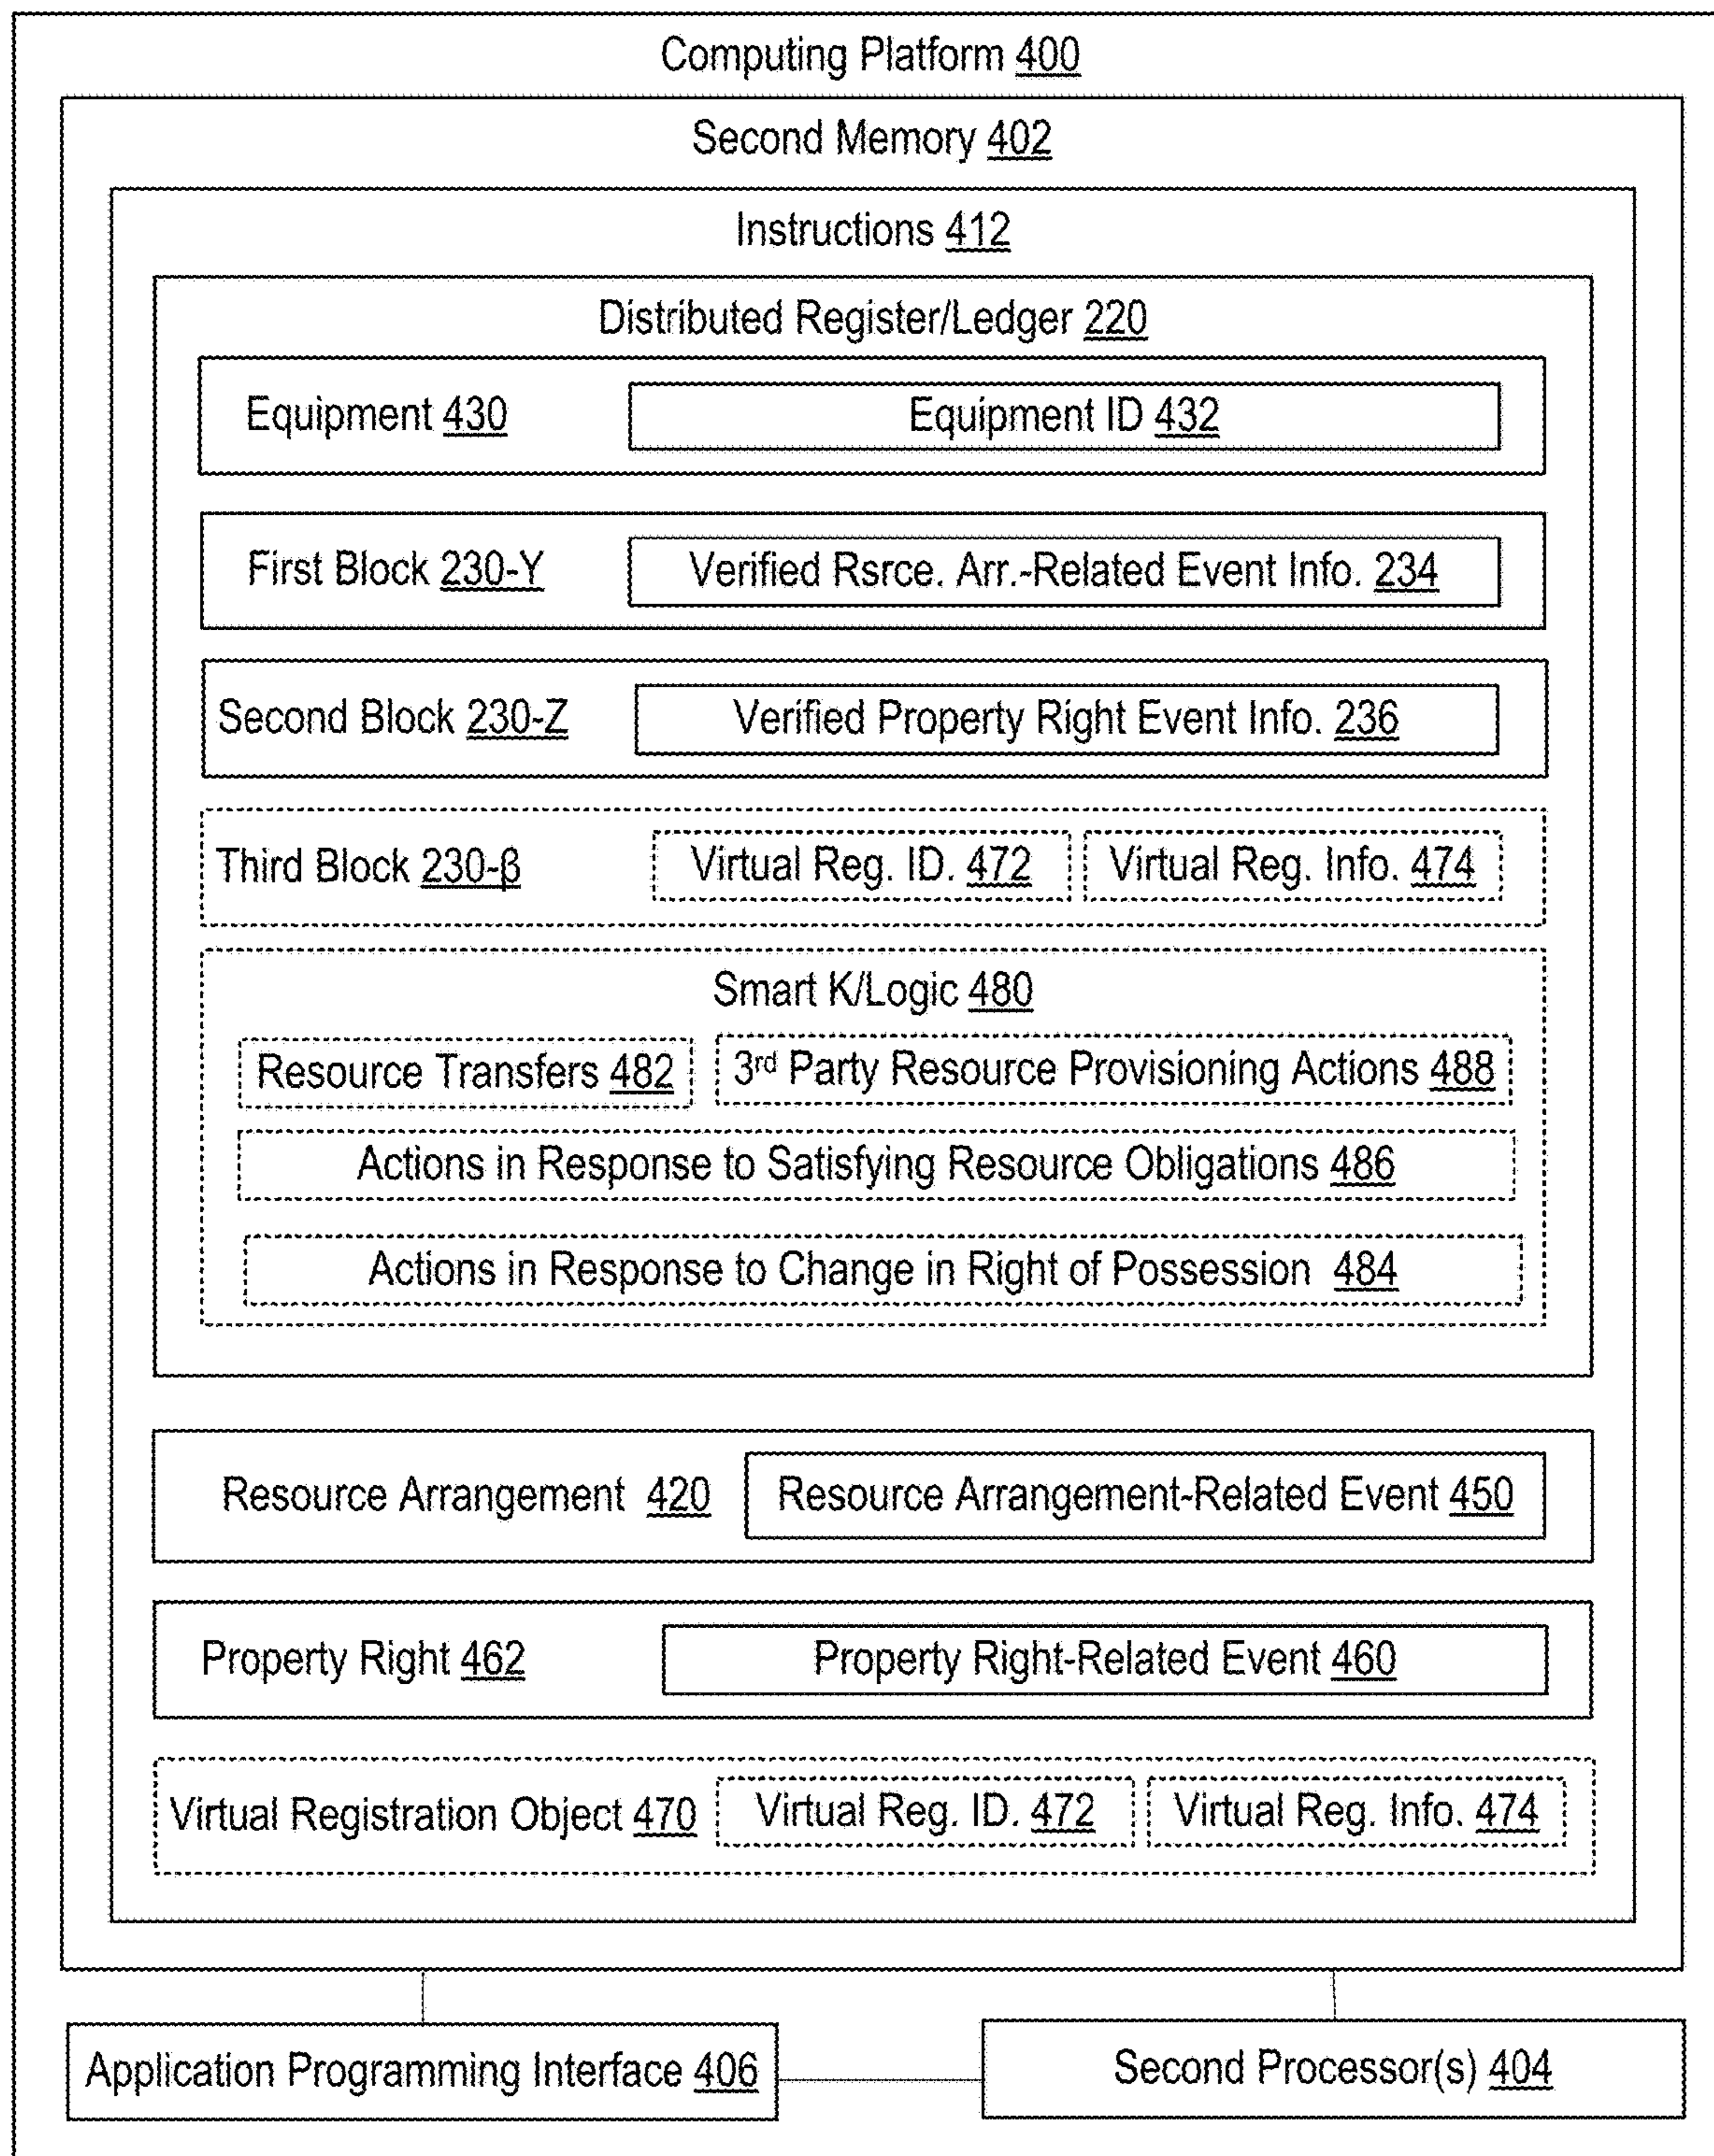 Computing Platform 400
Second Memory 402
Instructions 412
Distributed Register/Ledger 220
Equipment 430 Equipment ID 432
First Block 230-Y Verified Rsrce. Arr.-Related Event Info. 234
Second Block 230-Z Verified Property Right Event Info. 236
Third Block 230-β Virtual Reg. ID. 472 Virtual Reg. Info. 474
Smart K/Logic 480
Resource Transfers 482 3rd Party Resource Provisioning Actions 488
Actions in Response to Satisfying Resource Obligations 486
Actions in Response to Change in Right of Possession 484
Resource Arrangement 420 Resource Arrangement-Related Event 450
Property Right 462 Property Right-Related Event 460
Virtual Registration Object 470 Virtual Reg. ID. 472 Virtual Reg. Info. 474
Application Programming Interface 406 Second Processor(s) 404